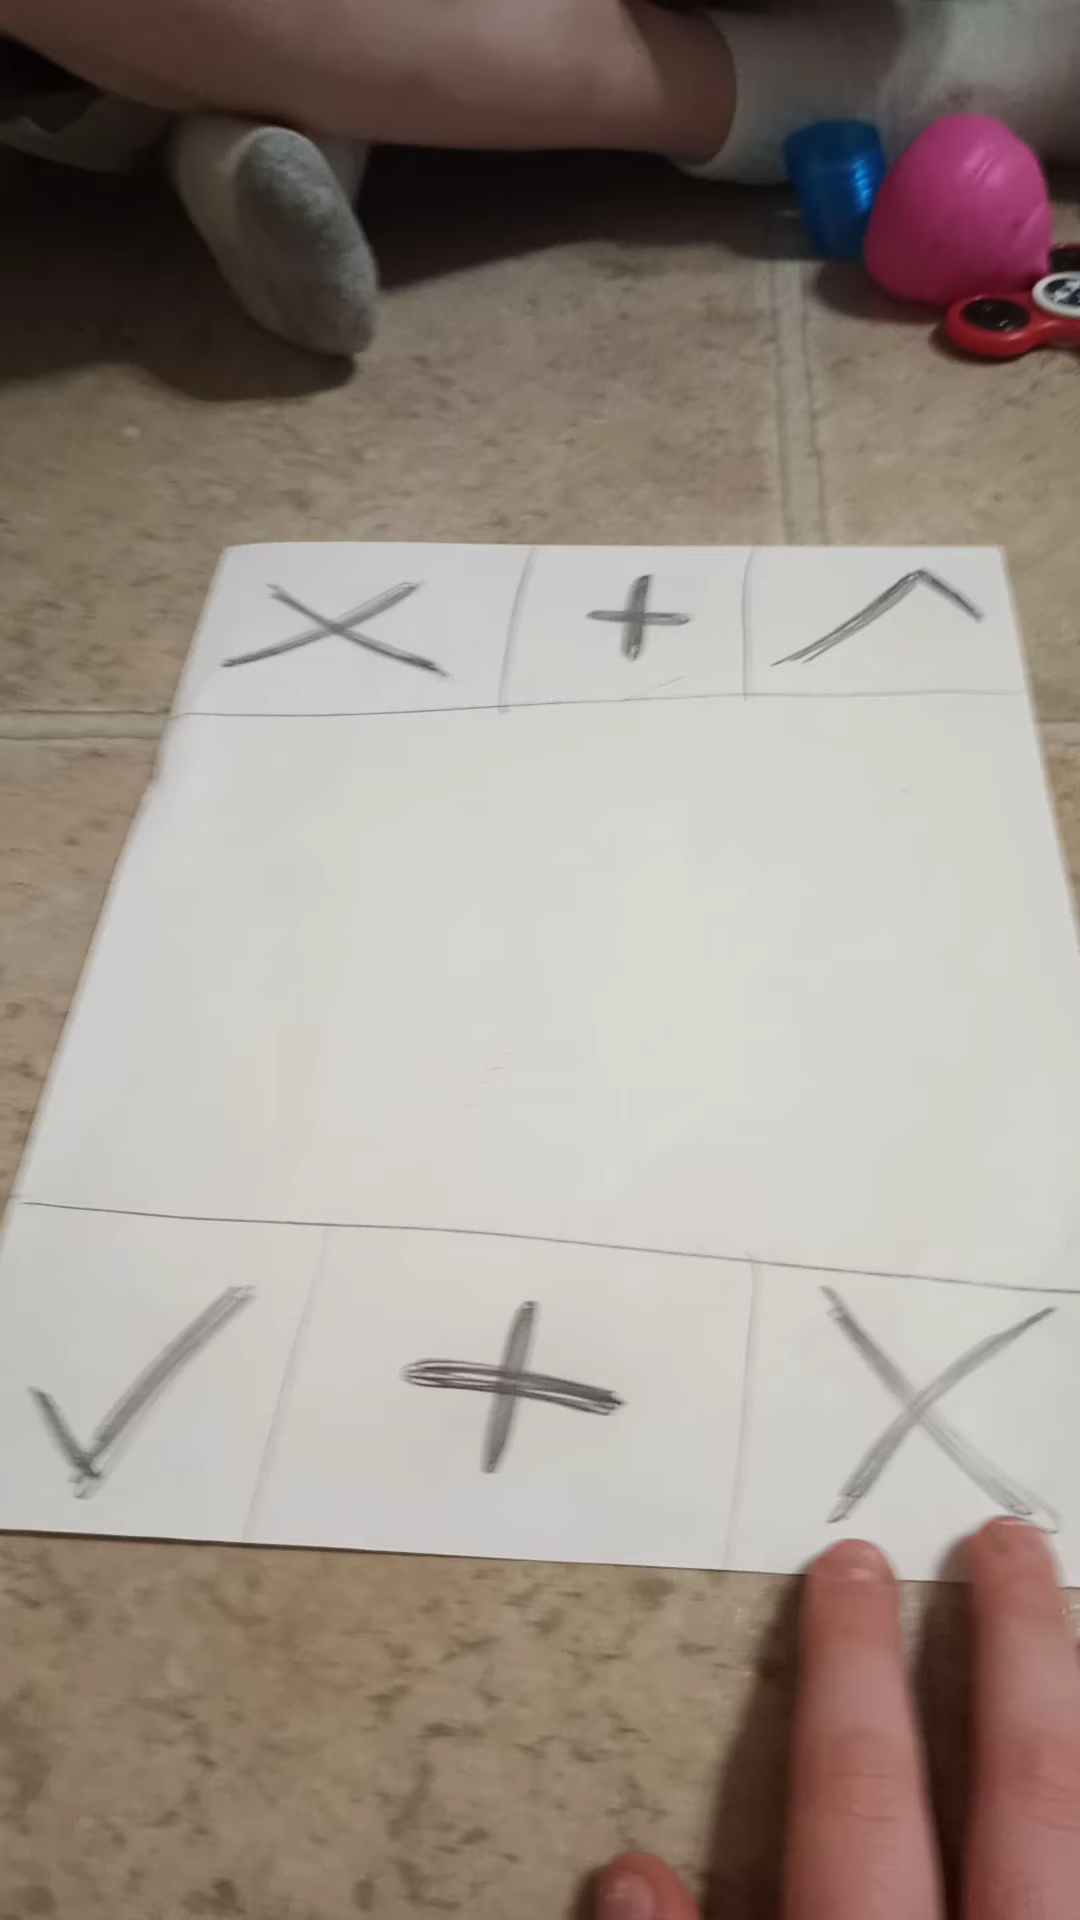 X + ^
✓ + X